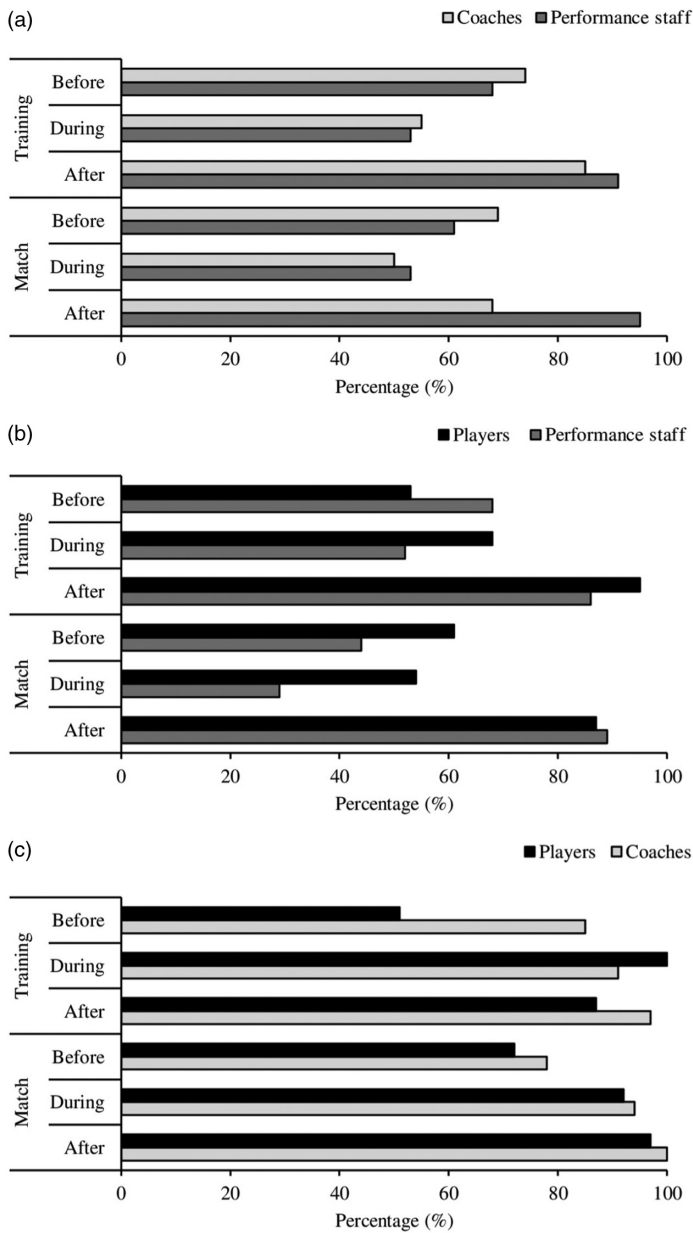 (a)
Coaches Performance staff
Training
Before
During
After
Match
Before
During
After
0 20 40 60 80 100
Percentage (%)
(b)
Players Performance staff
Training
Before
During
After
Match
Before
During
After
0 20 40 60 80 100
Percentage (%)
(c)
Players Coaches
Training
Before
During
After
Match
Before
During
After
0 20 40 60 80 100
Percentage (%)